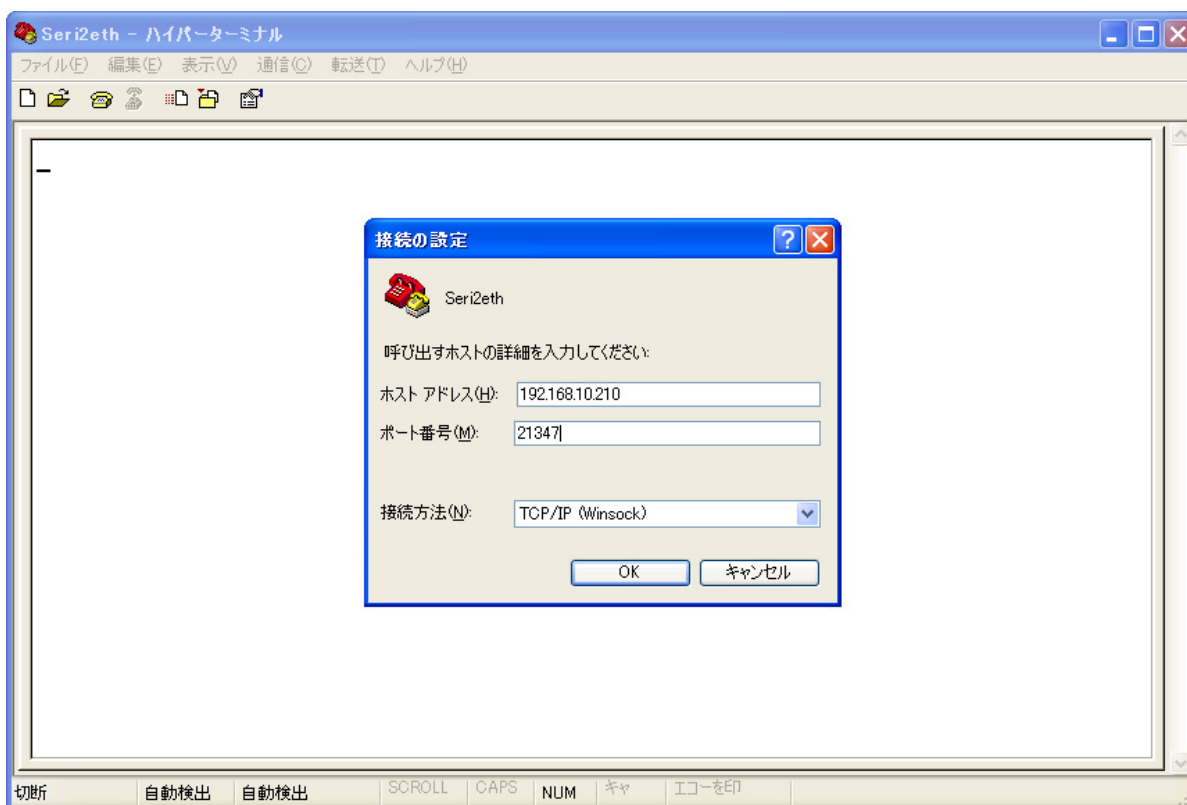 Seri2eth - ハイパーターミナル
ファイル(F) 編集(E) 表示(V) 通信(C) 転送(T) ヘルプ(H)
接続の設定
Seri2eth
呼び出すホストの詳細を入力してください:
ホスト アドレス(H): 192.168.10.210
ポート番号(M): 21347
接続方法(N): TCP/IP (Winsock)
OK キャンセル
切断 自動検出 自動検出 SCROLL CAPS NUM キャ エコーを印